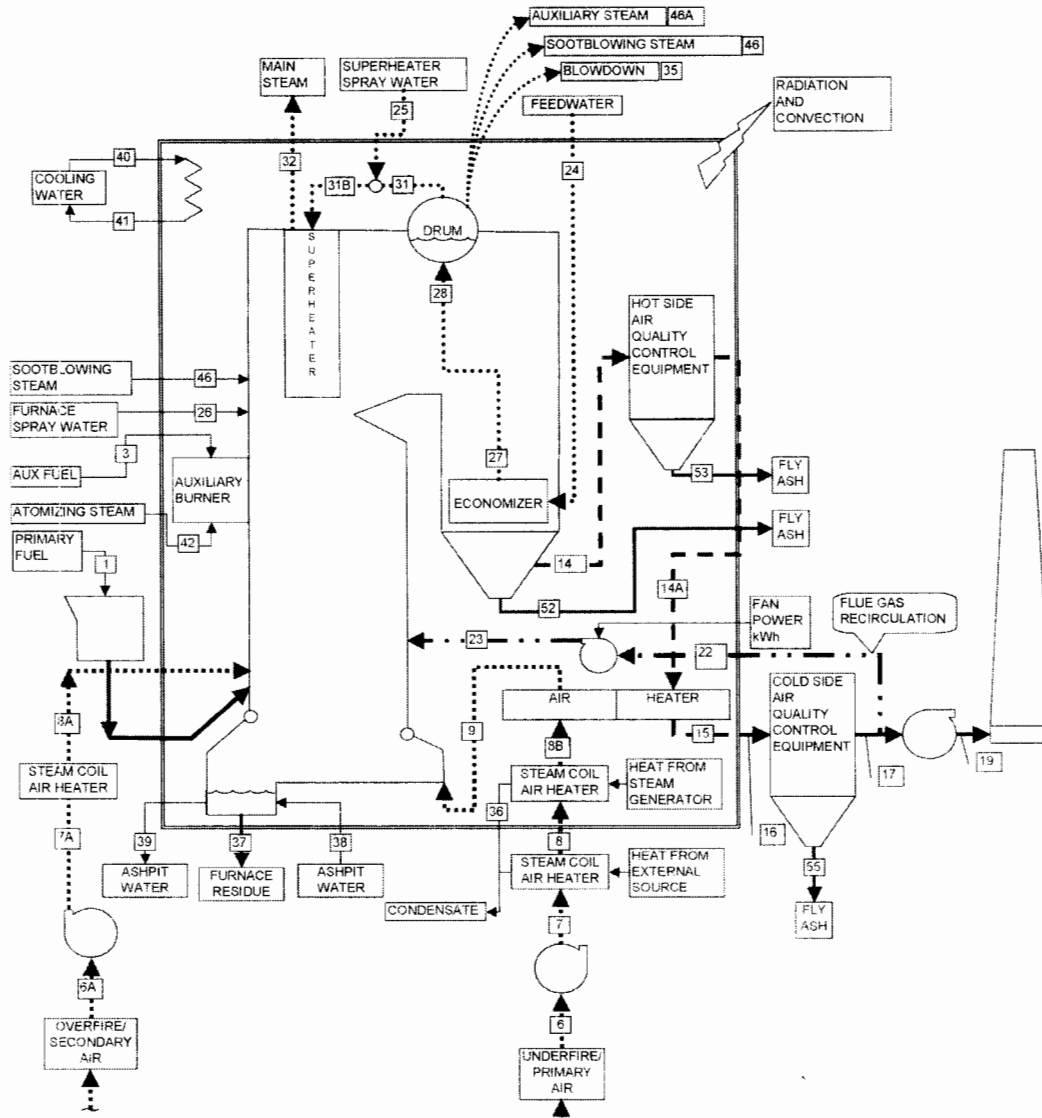 AUXILIARY STEAM 46A
SOOTBLOWING STEAM 46
BLOWDOWN 35
MAIN
STEAM
SUPERHEATER
SPRAY WATER
FEEDWATER
RADIATION
AND
CONVECTION
25
40
COOLING
WATER
41
32
31B
31
24
DRUM
SUPERHEATER
28
HOT SIDE
AIR
QUALITY
CONTROL
EQUIPMENT
SOOTBLOWING
STEAM
46
FURNACE
SPRAY WATER
26
3
AUX FUEL
AUXILIARY
BURNER
ATOMIZING STEAM
42
PRIMARY
FUEL
1
27
ECONOMIZER
53
FLY
ASH
FLY
ASH
14
52
14A
FAN
POWER
kWh
FLUE GAS
RECIRCULATION
23
22
COLD SIDE
AIR
QUALITY
CONTROL
EQUIPMENT
AIR
HEATER
8A
9
8B
15
17
19
16
STEAM COIL
AIR HEATER
STEAM COIL
AIR HEATER
HEAT FROM
STEAM
GENERATOR
36
7A
39
37
38
8
ASHPIT
WATER
FURNACE
RESIDUE
ASHPIT
WATER
STEAM COIL
AIR HEATER
HEAT FROM
EXTERNAL
SOURCE
55
CONDENSATE
FLY
ASH
7
6A
6
OVERFIRE/
SECONDARY
AIR
UNDERFIRE/
PRIMARY
AIR